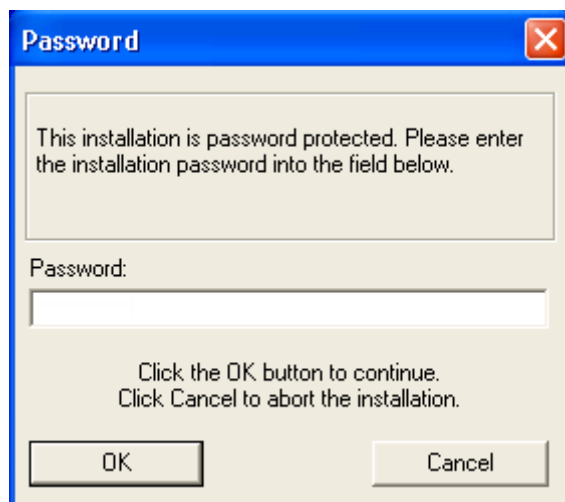 Password
This installation is password protected. Please enter
the installation password into the field below.
Password:
Click the OK button to continue.
Click Cancel to abort the installation.
OK
Cancel